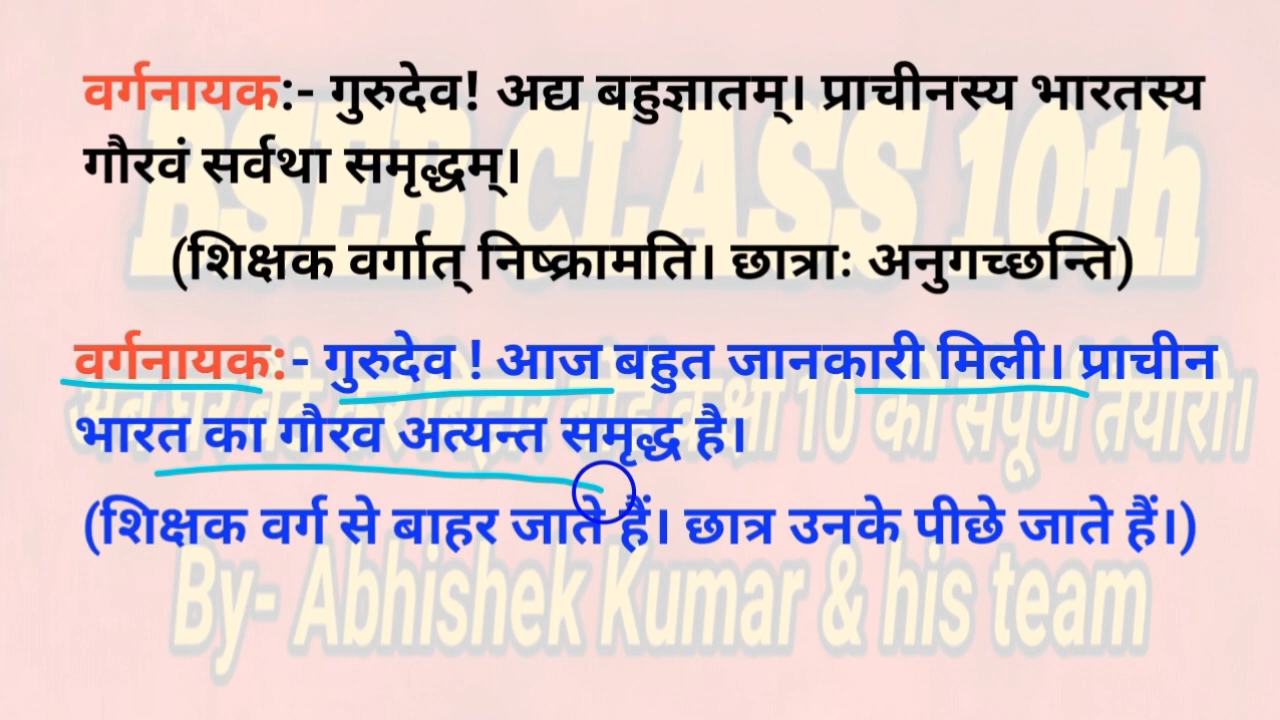 वर्गनायक:- गुरुदेव! अद्य बहुज्ञातम्। प्राचीनस्य भारतस्य
गौरवं सर्वथा समृद्धम्।
BSEB CLASS 10th
(शिक्षक वर्गात् निष्क्रामति। छात्राः अनुगच्छन्ति)
वर्गनायक:- गुरुदेव ! आज बहुत जानकारी मिली। प्राचीन
10 की संपूर्ण तैयारी।
भारत का गौरव अत्यन्त समृद्ध है।
(शिक्षक वर्ग से बाहर जाते हैं। छात्र उनके पीछे जाते हैं।)
By- Abhishek Kumar & his team